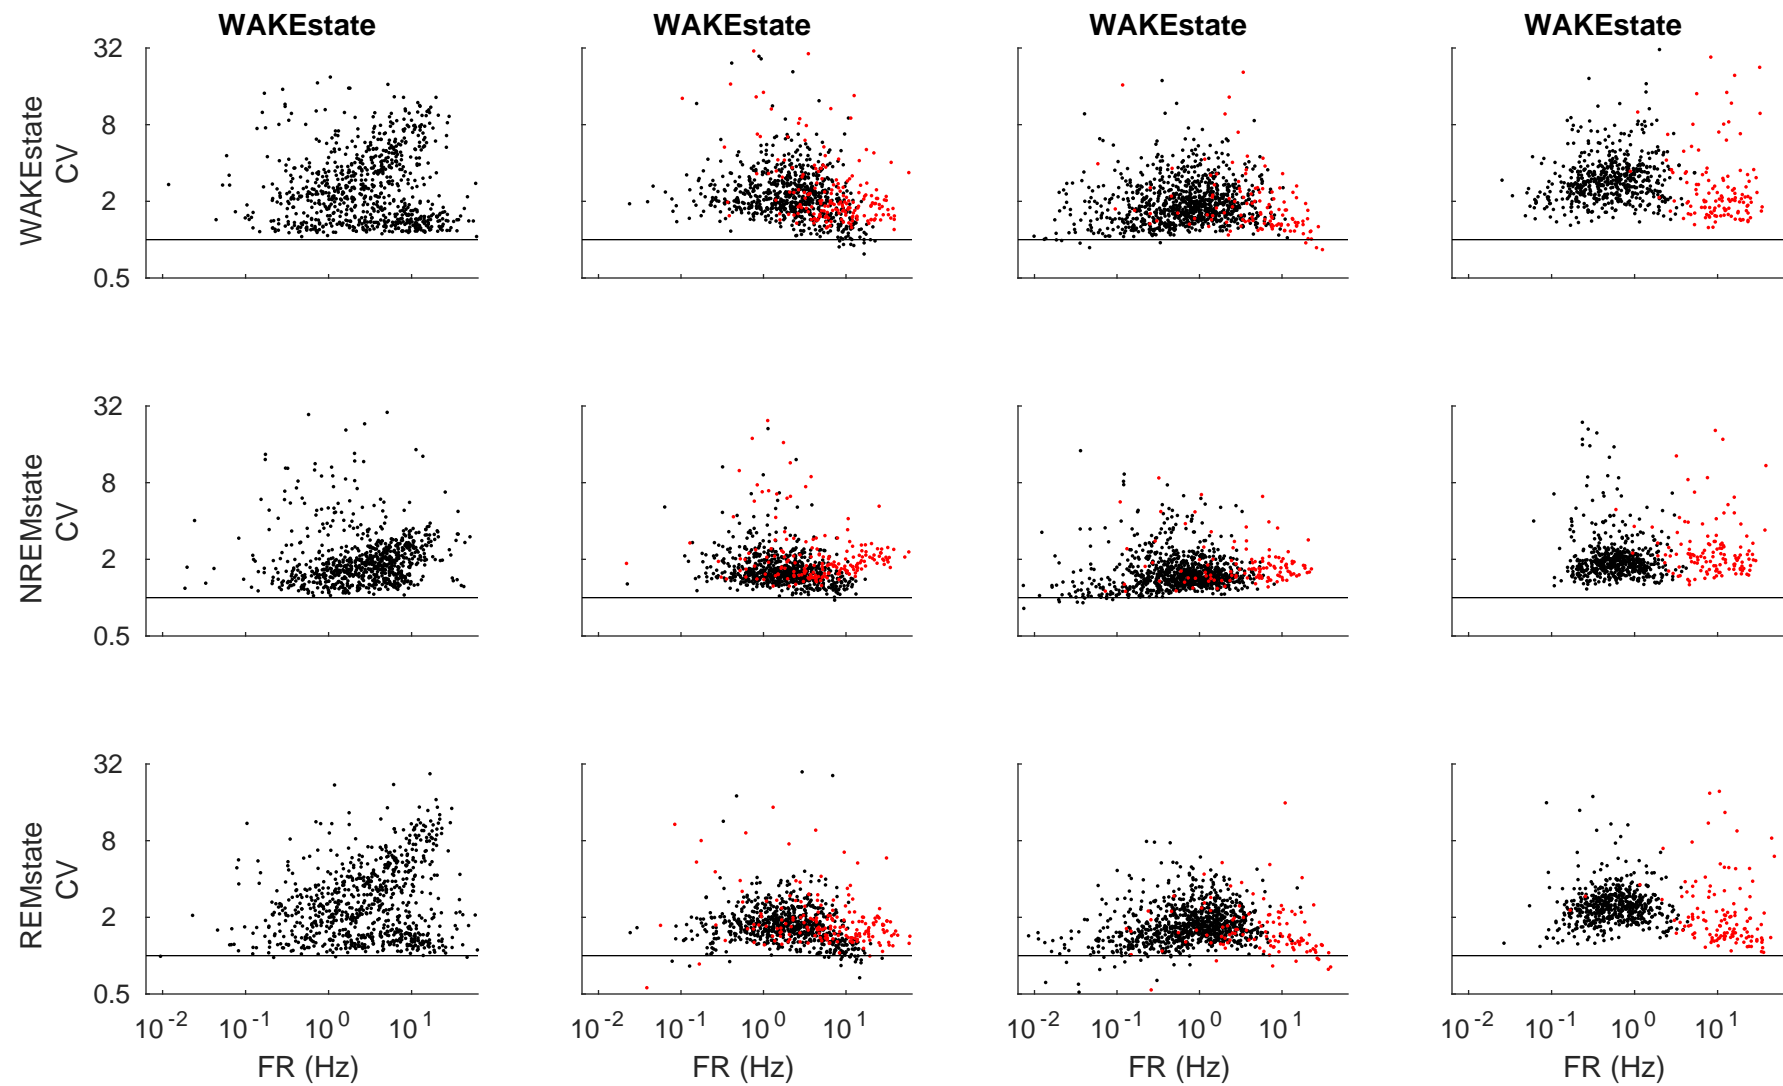 WAKEstate WAKEstate WAKEstate WAKEstate
WAKEstate
CV
32
8
2
0.5
NREMstate
CV
32
8
2
0.5
REMstate
CV
32
8
2
0.5
10^-2 10^-1 10^0 10^1 10^-2 10^-1 10^0 10^1 10^-2 10^-1 10^0 10^1 10^-2 10^-1 10^0 10^1
FR (Hz) FR (Hz) FR (Hz) FR (Hz)